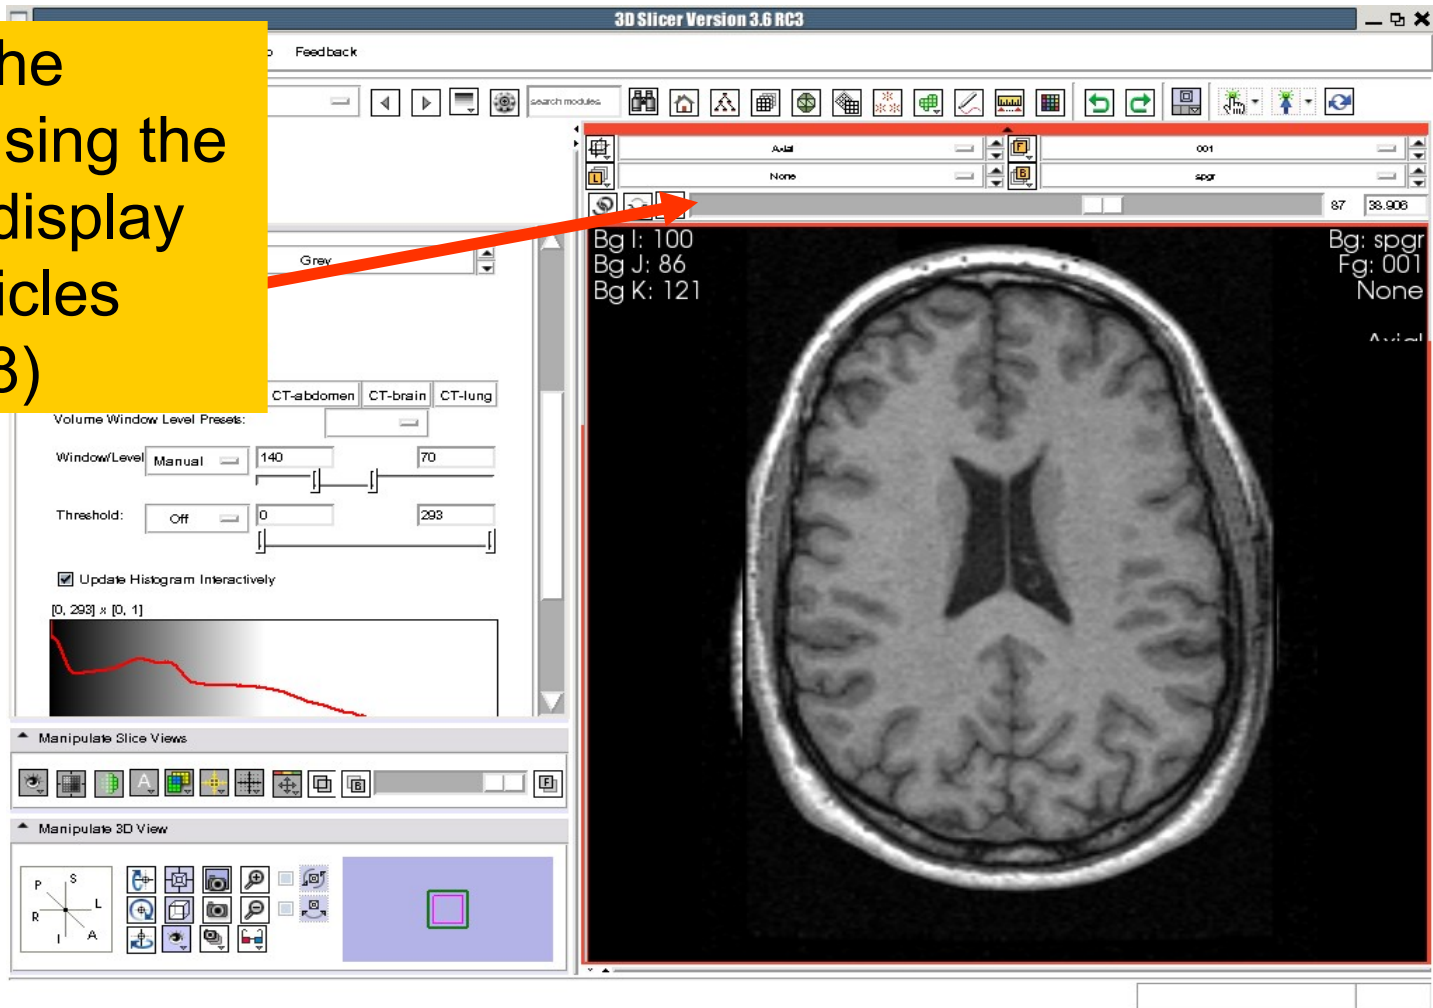 3D Slicer Version 3.6 RC3
Feedback
he
sing the
display
icles
3)
search modules
Axial
001
None
spgr
87
38.906
Bg I: 100
Bg J: 86
Bg K: 121
Bg: spgr
Fg: 001
None
Axial
Grey
CT-abdomen CT-brain CT-lung
Volume Window Level Presets:
Window/Level Manual 140 70
Threshold: Off 0 293
Update Histogram Interactively
[0, 293] x [0, 1]
Manipulate Slice Views
A
B
F
L
F
B
Manipulate 3D View
P S
R L
I A